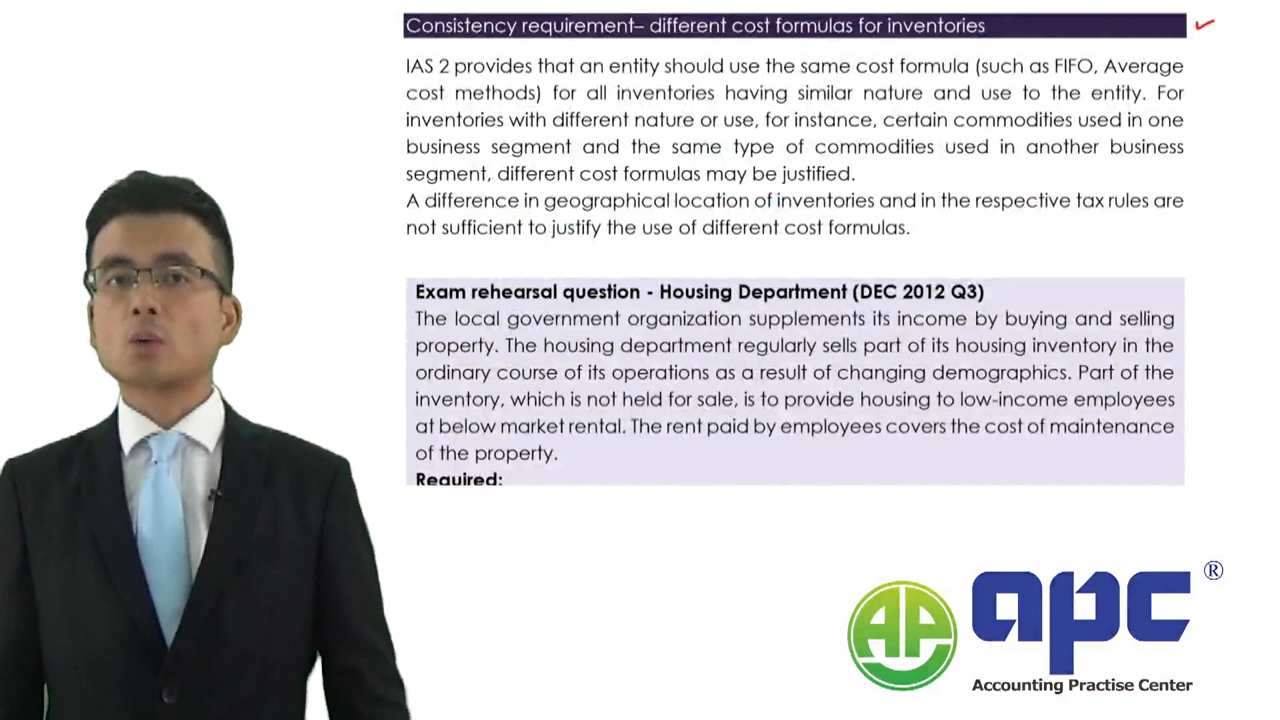 Consistency requirement– different cost formulas for inventories
IAS 2 provides that an entity should use the same cost formula (such as FIFO, Average
cost methods) for all inventories having similar nature and use to the entity. For
inventories with different nature or use, for instance, certain commodities used in one
business segment and the same type of commodities used in another business
segment, different cost formulas may be justified.
A difference in geographical location of inventories and in the respective tax rules are
not sufficient to justify the use of different cost formulas.
Exam rehearsal question - Housing Department (DEC 2012 Q3)
The local government organization supplements its income by buying and selling
property. The housing department regularly sells part of its housing inventory in the
ordinary course of its operations as a result of changing demographics. Part of the
inventory, which is not held for sale, is to provide housing to low-income employees
at below market rental. The rent paid by employees covers the cost of maintenance
of the property.
Required:
AP
apc ®
Accounting Practise Center